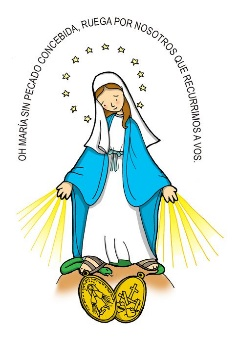 OH MARÍA SIN PECADO CONCEBIDA, RUEGA POR NOSOTROS QUE RECURRIMOS A VOS.